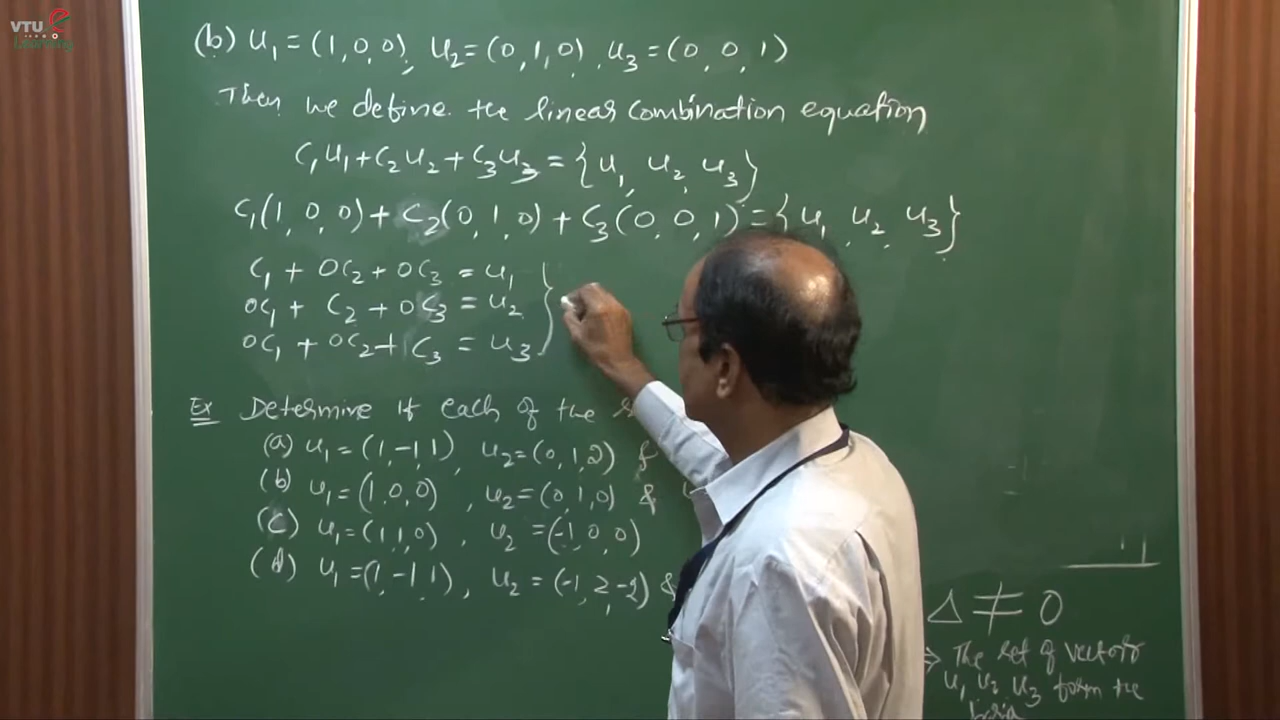 VTU e
Learning
(b) u₁ = (1, 0, 0), u₂ = (0, 1, 0), u₃ = (0, 0, 1)
Then we define the linear combination equation
C₁u₁ + C₂u₂ + C₃u₃ = {u₁, u₂, u₃}
C₁(1, 0, 0) + C₂(0, 1, 0) + C₃(0, 0, 1) = {u₁, u₂, u₃}
C₁ + 0C₂ + 0C₃ = u₁
0C₁ + C₂ + 0C₃ = u₂
0C₁ + 0C₂ + C₃ = u₃
Ex Determine if each of the
(a) u₁ = (1, -1, 1), u₂ = (0, 1, 2) &
(b) u₁ = (1, 0, 0), u₂ = (0, 1, 0) &
(c) u₁ = (1, 1, 0), u₂ = (-1, 0, 0)
(d) u₁ = (1, -1, 1), u₂ = (-1, 2, -2) &
Δ ≠ 0
⇒ The set of vectors
u₁, u₂, u₃ form the